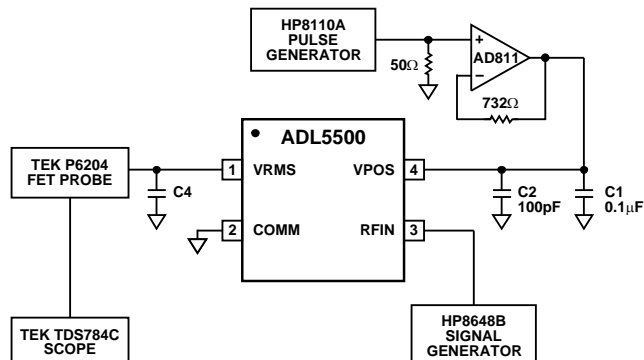 HP8110A
PULSE
GENERATOR
50Ω
+
AD811
−
732Ω
ADL5500
TEK P6204
FET PROBE
C4
1
VRMS
VPOS
4
C2
100pF
C1
0.1µF
2
COMM
RFIN
3
TEK TDS784C
SCOPE
HP8648B
SIGNAL
GENERATOR